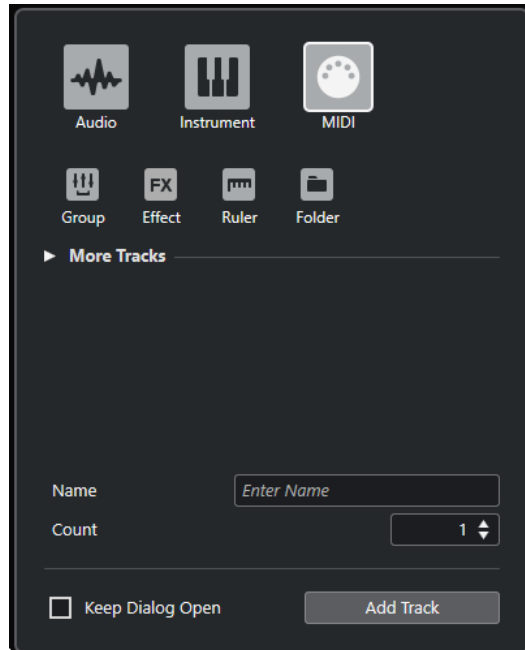 Audio Instrument MIDI
FX
Group Effect Ruler Folder
More Tracks
Name Enter Name
Count 1
Keep Dialog Open Add Track